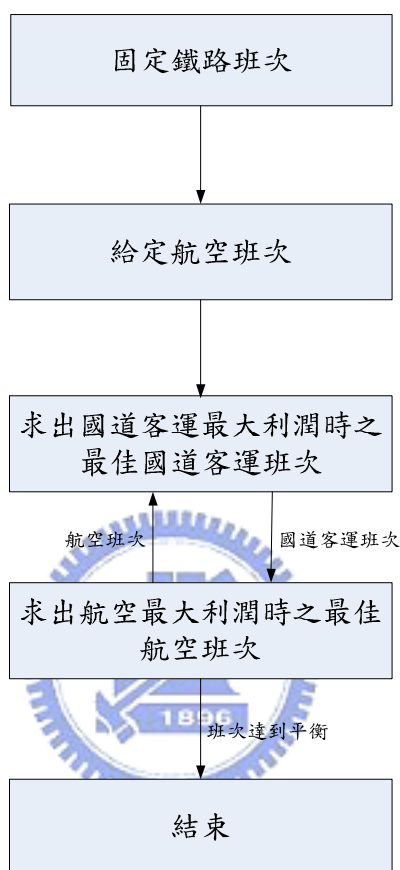 固定鐵路班次
給定航空班次
求出國道客運最大利潤時之
最佳國道客運班次
航空班次
國道客運班次
求出航空最大利潤時之最佳
航空班次
1896
班次達到平衡
結束